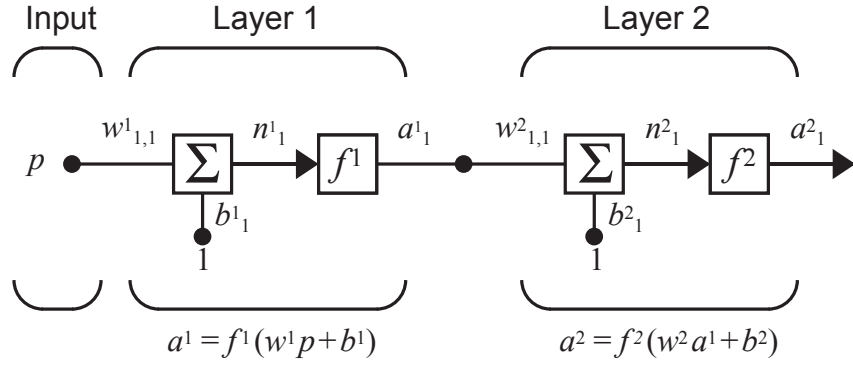 Input Layer 1 Layer 2
w¹₁,₁ n¹₁ a¹₁ w²₁,₁ n²₁ a²₁
p Σ f¹ Σ f²
b¹₁ b²₁
1 1
a¹ = f¹(w¹p+b¹) a² = f²(w²a¹+b²)